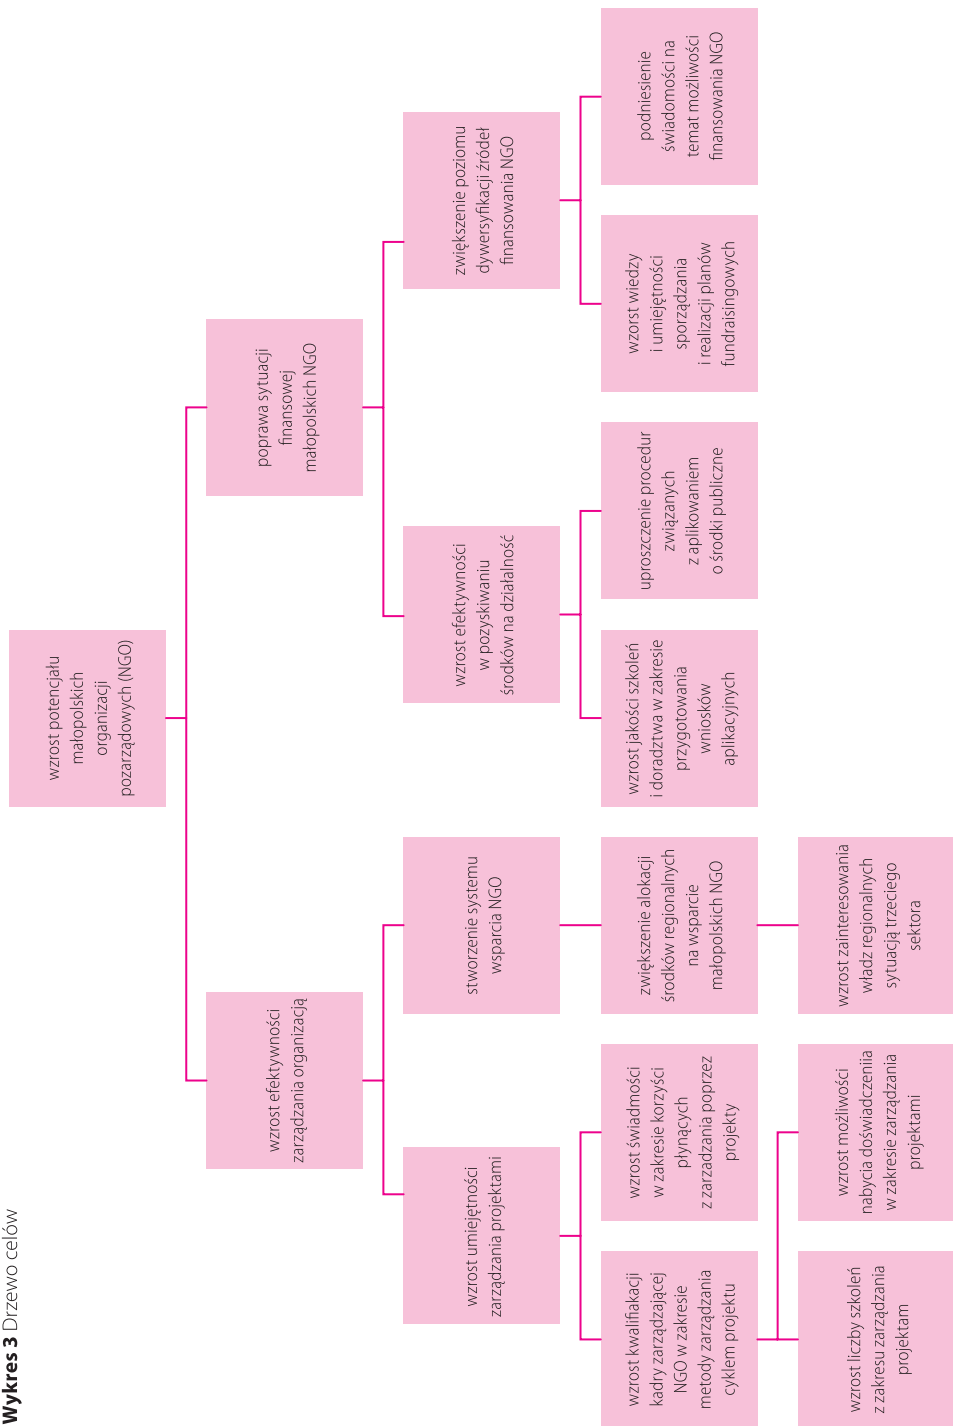 Wykres 3 Drzewo celów
wzrost potencjału
małopolskich
organizacji
pozarządowych (NGO)
wzrost efektywności
zarządzania organizacją
poprawa sytuacji
finansowej
małopolskich NGO
wzrost umiejętności
zarządzania projektami
stworzenie systemu
wsparcia NGO
wzrost efektywności
w pozyskiwaniu
środków na działalność
zwiększenie poziomu
dywersyfikacji źródeł
finansowania NGO
wzrost kwalifiakacji
kadry zarządzającej
NGO w zakresie
metody zarządzania
cyklem projektu
wzrost świadmości
w zakresie korzyści
płynących
z zarzadzania poprzez
projekty
zwiększenie alokacji
środków regionalnych
na wsparcie
małopolskich NGO
wzrost jakości szkoleń
i doradztwa w zakresie
przygotowania
wniosków
aplikacyjnych
uproszczenie procedur
związanych
z aplikowaniem
o środki publiczne
wzorst wiedzy
i umiejętności
sporządzania
i realizacji planów
fundraisingowych
podniesienie
świadomości na
temat możliwości
finansowania NGO
wzrost liczby szkoleń
z zakresu zarządzania
projektam
wzrost możliwości
nabycia doświadczeniia
w zakresie zarządzania
projektami
wzrost zainteresowania
władz regionalnych
sytuacją trzeciego
sektora